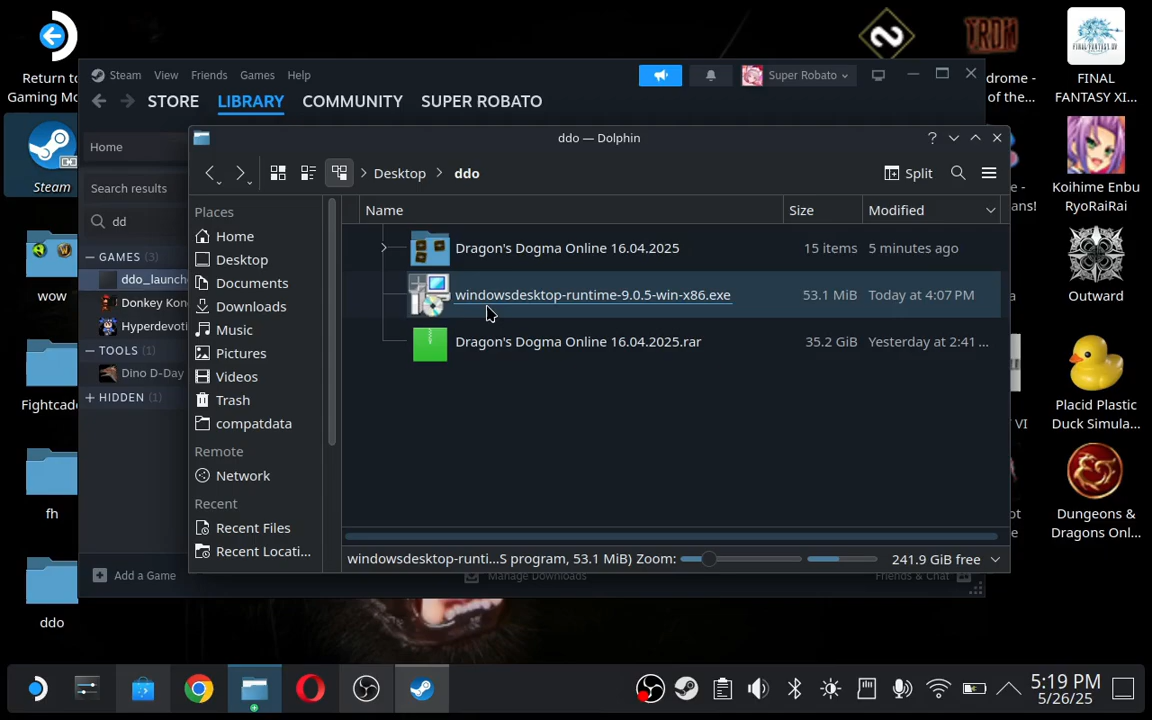 Return to
Gaming Mo...
Steam
wow
Fightcade
fh
ddo
Steam View Friends Games Help
Super Robato
STORE LIBRARY COMMUNITY SUPER ROBATO
Home
Search results
dd
GAMES (3)
ddo_launch
Donkey Kon
Hyperdevoti
TOOLS (1)
Dino D-Day
HIDDEN (1)
Add a Game
Manage Downloads
Friends & Chat
ddo — Dolphin
Desktop ddo
Split
Places
Home
Desktop
Documents
Downloads
Music
Pictures
Videos
Trash
compatdata
Remote
Network
Recent
Recent Files
Recent Locati...
Name Size Modified
Dragon's Dogma Online 16.04.2025 15 items 5 minutes ago
windowsdesktop-runtime-9.0.5-win-x86.exe 53.1 MiB Today at 4:07 PM
Dragon's Dogma Online 16.04.2025.rar 35.2 GiB Yesterday at 2:41 ...
windowsdesktop-runti...S program, 53.1 MiB) Zoom: 241.9 GiB free
drome -
of the...
FINAL
FANTASY XI...
Koihime Enbu
RyoRaiRai
ans!
Outward
VI
Placid Plastic
Duck Simula...
ot
Dungeons &
Dragons Onl...
5:19 PM
5/26/25